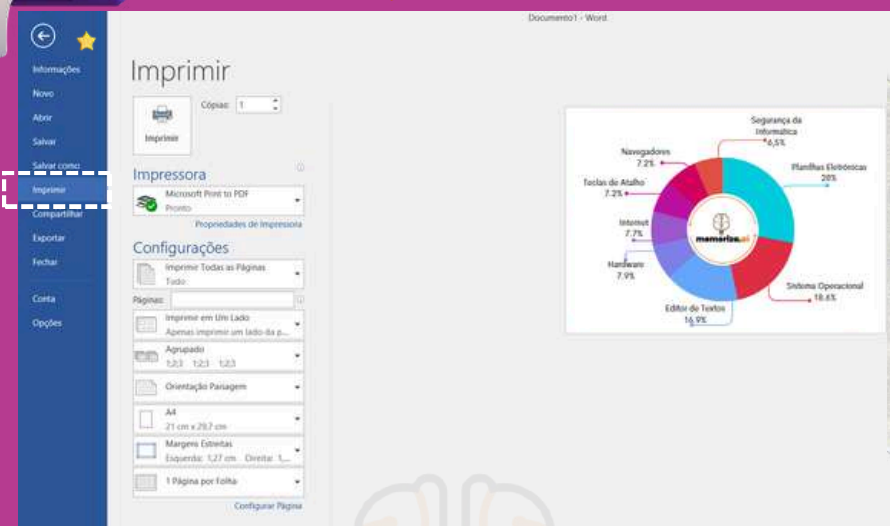 Documento1 - Word
Informações
Novo
Abrir
Salvar
Salvar como
Imprimir
Compartilhar
Exportar
Fechar
Conta
Opções
Imprimir
Cópias: 1
Imprimir
Impressora
Microsoft Print to PDF
Pronto
Propriedades de Impressora
Configurações
Imprimir Todas as Páginas
Tudo
Páginas:
Imprimir em Um Lado
Apenas imprimir um lado da p...
Agrupado
1;2;3 1;2;3 1;2;3
Orientação Paisagem
A4
21 cm x 29,7 cm
Margens Estreitas
Esquerda: 1,27 cm Direita: 1,...
1 Página por Folha
Configurar Página
Segurança da
Informática
6,5%
Navegadores
7.2%
Teclas de Atalho
7.2%
Internet
7.7%
Hardware
7.9%
Editor de Textos
16,9%
Sistema Operacional
18.6%
Planilhas Eletrônicas
28%
memorize.ai